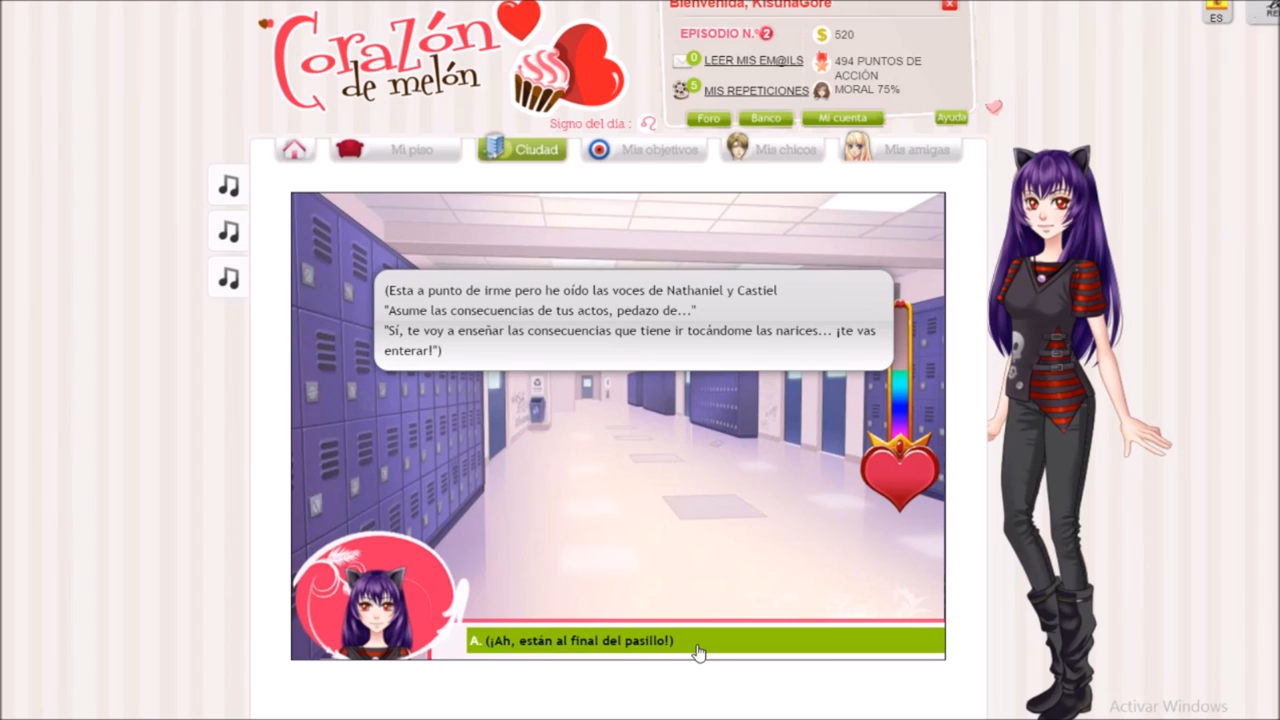 Corazón
de melón
Bienvenida, KisunaGore
EPISODIO N.º 2
520
0 LEER MIS EM@ILS
494 PUNTOS DE
ACCIÓN
5 MIS REPETICIONES
MORAL 75%
Foro
Banco
Mi cuenta
Ayuda
ES
Signo del día :
Mi piso
Ciudad
Mis objetivos
Mis chicos
Mis amigas
(Esta a punto de irme pero he oído las voces de Nathaniel y Castiel
"Asume las consecuencias de tus actos, pedazo de..."
"Sí, te voy a enseñar las consecuencias que tiene ir tocándome las narices... ¡te vas
enterar!")
A. (¡Ah, están al final del pasillo!)
Activar Windows